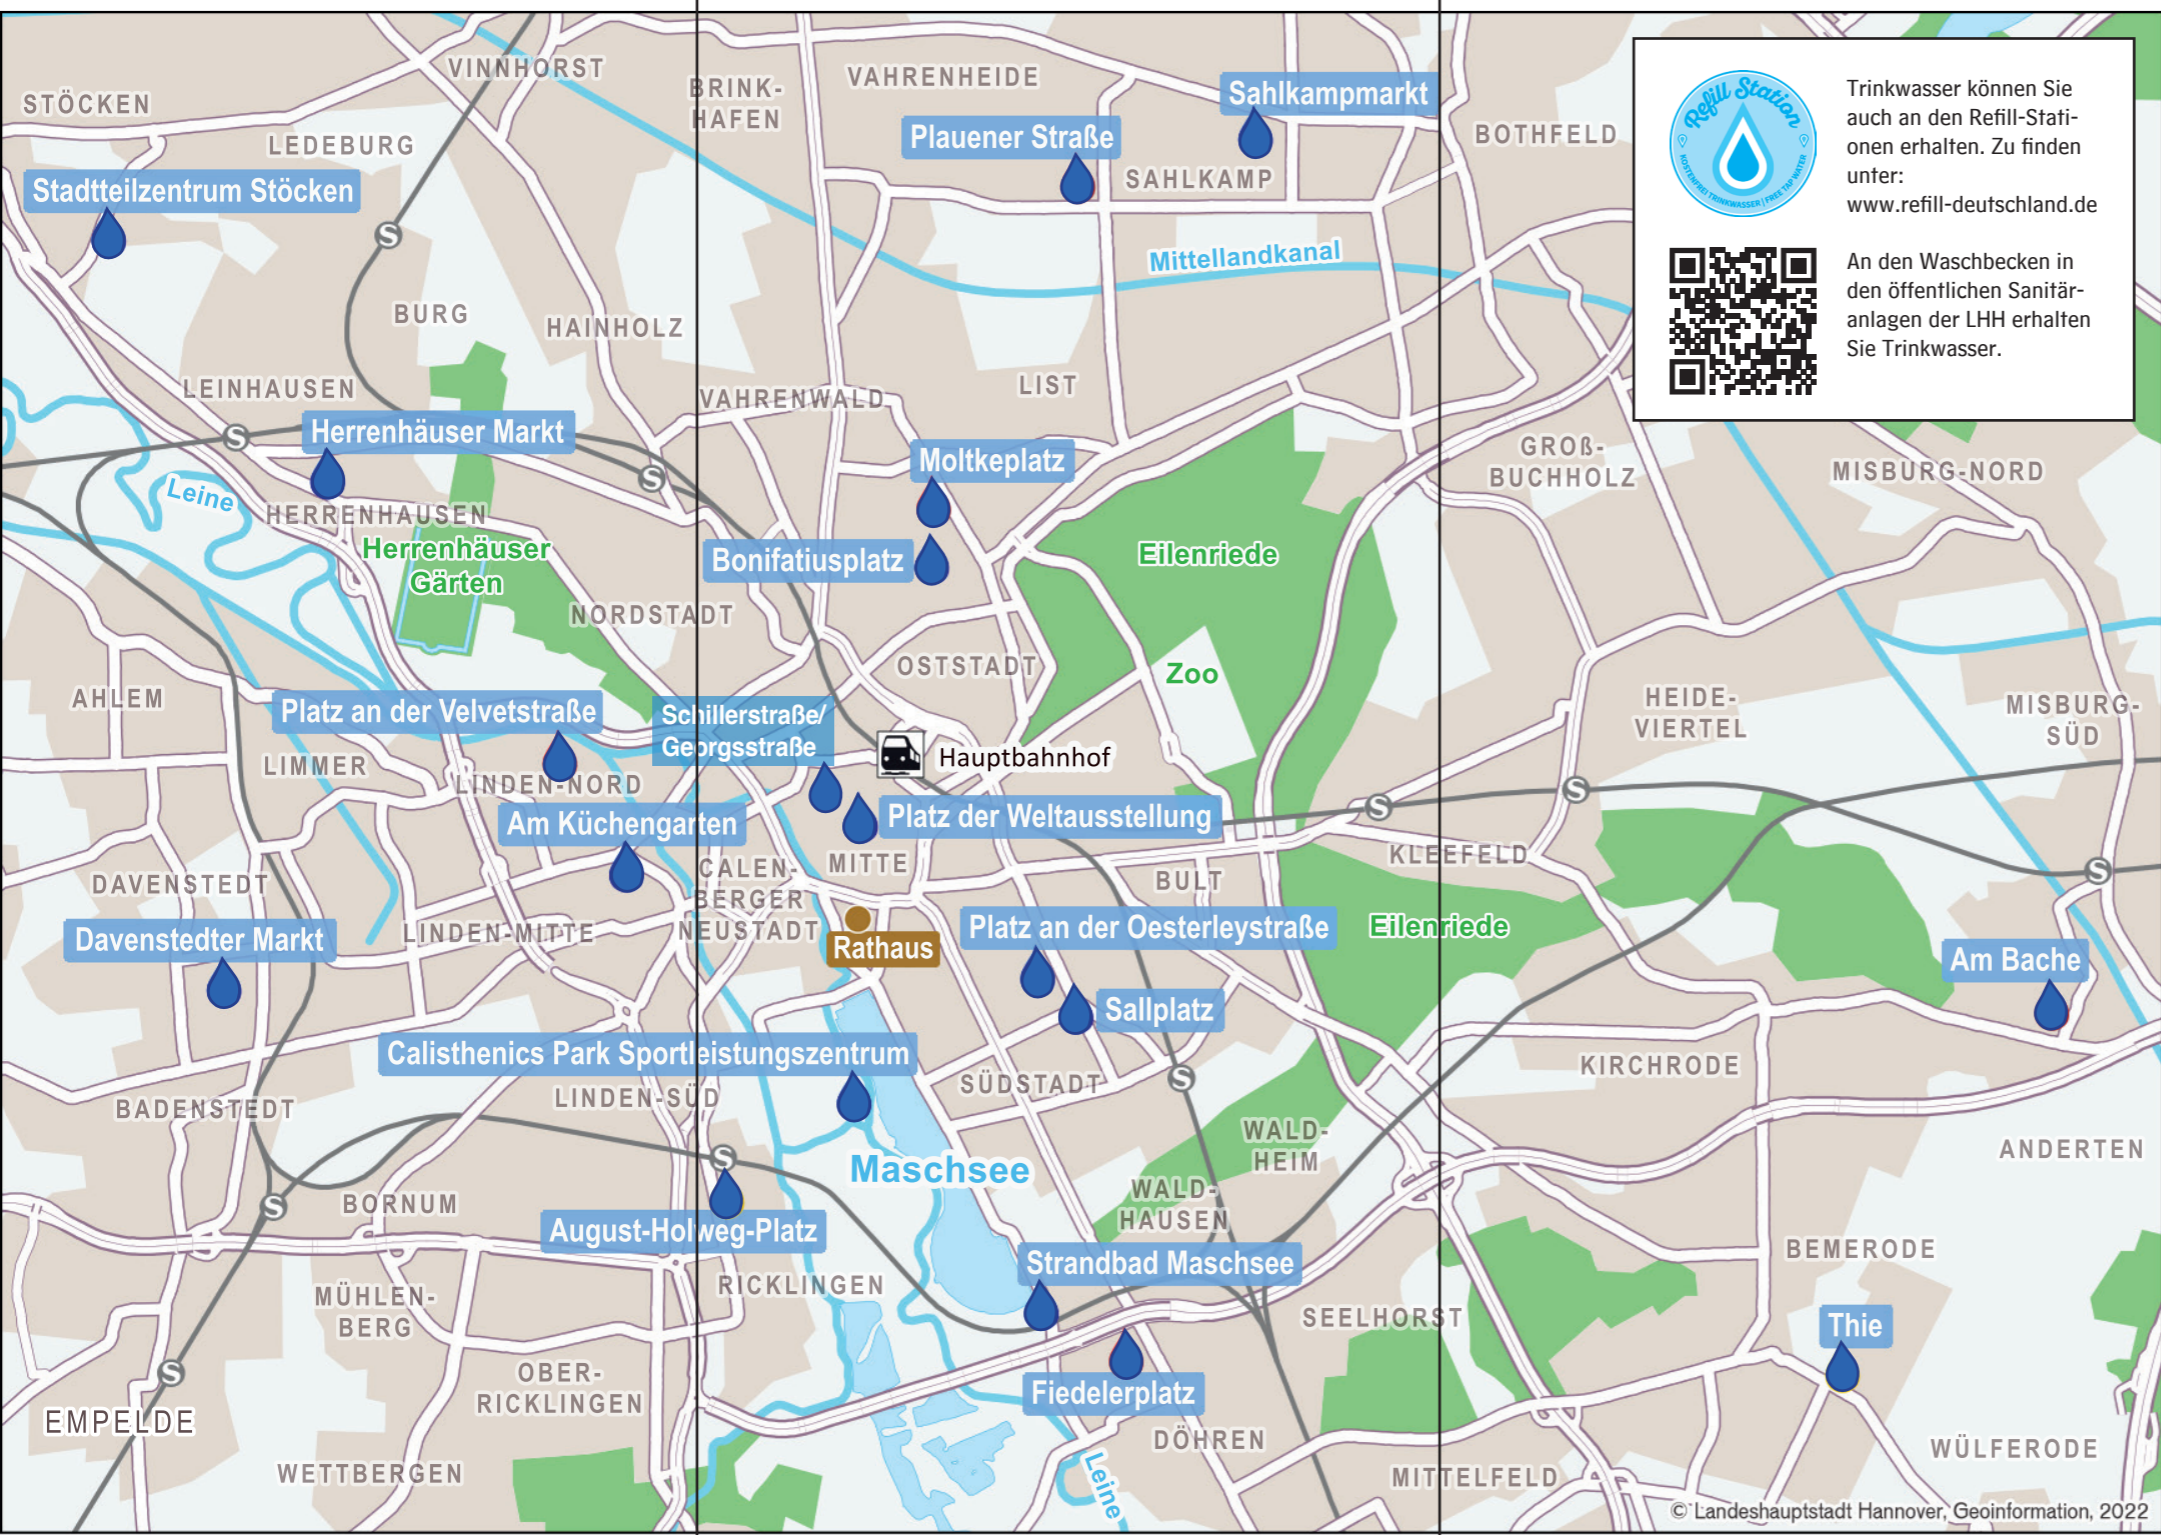 VINNHORST
STÖCKEN
LEDEBURG
BRINK-
HAFEN
VAHRENHEIDE
Sahlkampmarkt
Plauener Straße
SAHLKAMP
BOTHFELD
Stadtteilzentrum Stöcken
S
Mittellandkanal
Refill Station
KOSTENFREI TRINKWASSER | FREE TAP WATER
Trinkwasser können Sie
auch an den Refill-Stati-
onen erhalten. Zu finden
unter:
www.refill-deutschland.de
An den Waschbecken in
den öffentlichen Sanitär-
anlagen der LHH erhalten
Sie Trinkwasser.
BURG
HAINHOLZ
LEINHAUSEN
VAHRENWALD
LIST
S
Herrenhäuser Markt
S
Moltkeplatz
GROß-
BUCHHOLZ
MISBURG-NORD
Leine
HERRENHAUSEN
Herrenhäuser
Gärten
Bonifatiusplatz
Eilenriede
NORDSTADT
OSTSTADT
Zoo
AHLEM
Platz an der Velvetstraße
Schillerstraße/
Georgsstraße
Hauptbahnhof
HEIDE-
VIERTEL
MISBURG-
SÜD
LIMMER
LINDEN-NORD
S
S
Am Küchengarten
Platz der Weltausstellung
MITTE
CALEN-
BERGER
NEUSTADT
BULT
KLEEFELD
S
DAVENSTEDT
Davenstedter Markt
LINDEN-MITTE
Rathaus
Platz an der Oesterleystraße
Eilenriede
Am Bache
Sallplatz
Calisthenics Park Sportleistungszentrum
LINDEN-SÜD
SÜDSTADT
S
KIRCHRODE
BADENSTEDT
WALD-
HEIM
ANDERTEN
S
Maschsee
WALD-
HAUSEN
S
BORNUM
August-Holweg-Platz
Strandbad Maschsee
BEMERODE
RICKLINGEN
MÜHLEN-
BERG
SEELHORST
Thie
S
OBER-
RICKLINGEN
Fiedelerplatz
EMPELDE
DÖHREN
WÜLFERODE
WETTBERGEN
Leine
MITTELFELD
© Landeshauptstadt Hannover, Geoinformation, 2022